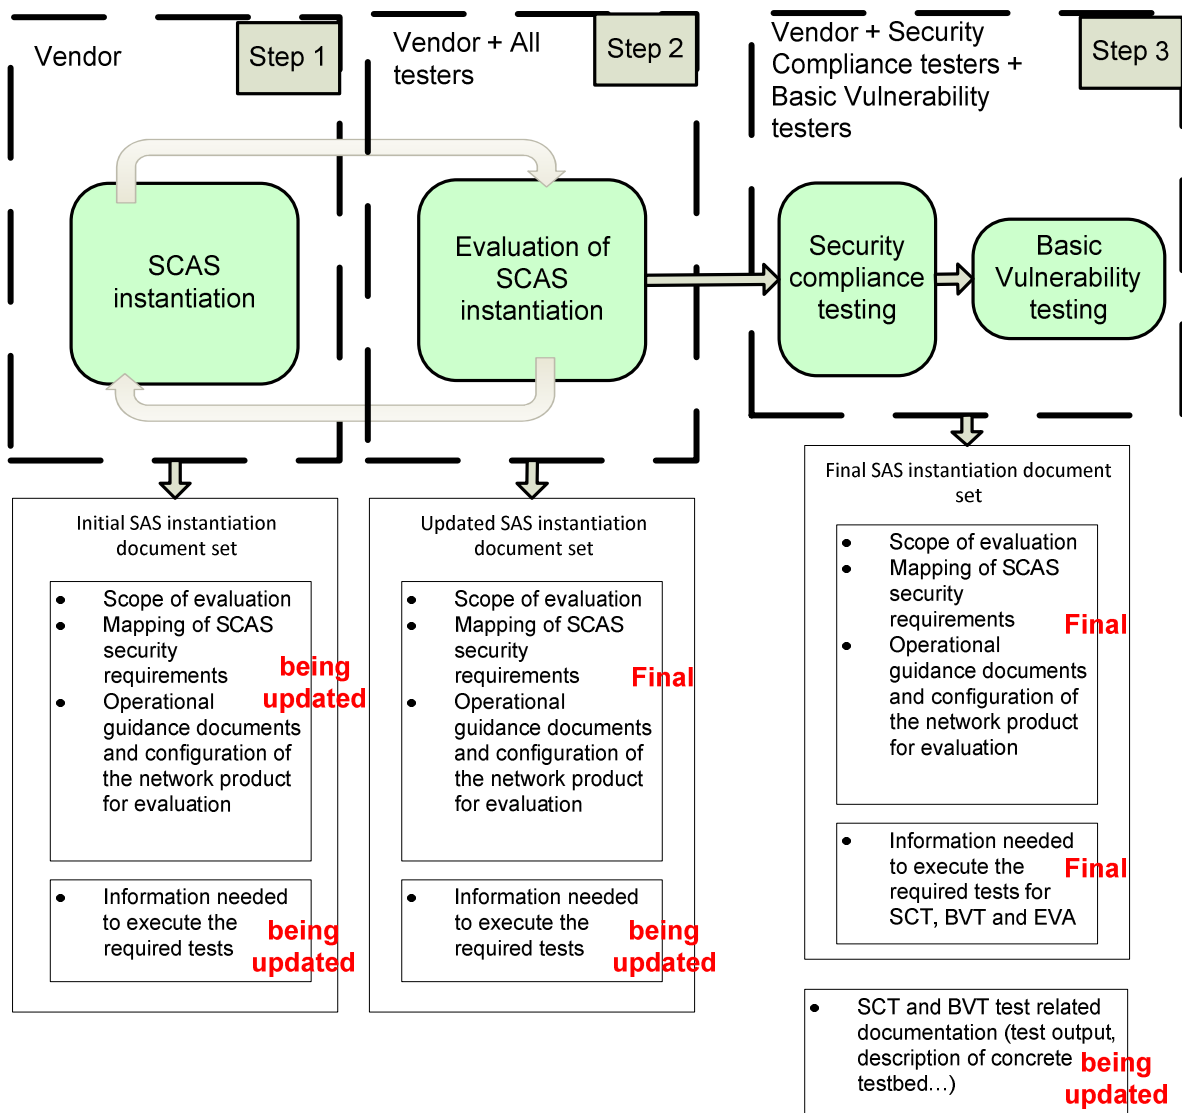 Vendor
Step 1
Vendor + All
testers
Step 2
Vendor + Security
Compliance testers +
Basic Vulnerability
testers
Step 3
SCAS
instantiation
Evaluation of
SCAS
instantiation
Security
compliance
testing
Basic
Vulnerability
testing
Initial SAS instantiation
document set
• Scope of evaluation
• Mapping of SCAS
security
requirements
• Operational
guidance documents
and configuration of
the network product
for evaluation
being
updated
• Information needed
to execute the
required tests
being
updated
Updated SAS instantiation
document set
• Scope of evaluation
• Mapping of SCAS
security
requirements
• Operational
guidance documents
and configuration of
the network product
for evaluation
Final
• Information needed
to execute the
required tests
being
updated
Final SAS instantiation document
set
• Scope of evaluation
• Mapping of SCAS
security
requirements
• Operational
guidance documents
and configuration of
the network product
for evaluation
Final
• Information needed
to execute the
required tests for
SCT, BVT and EVA
Final
• SCT and BVT test related
documentation (test output,
description of concrete
testbed…)
being
updated